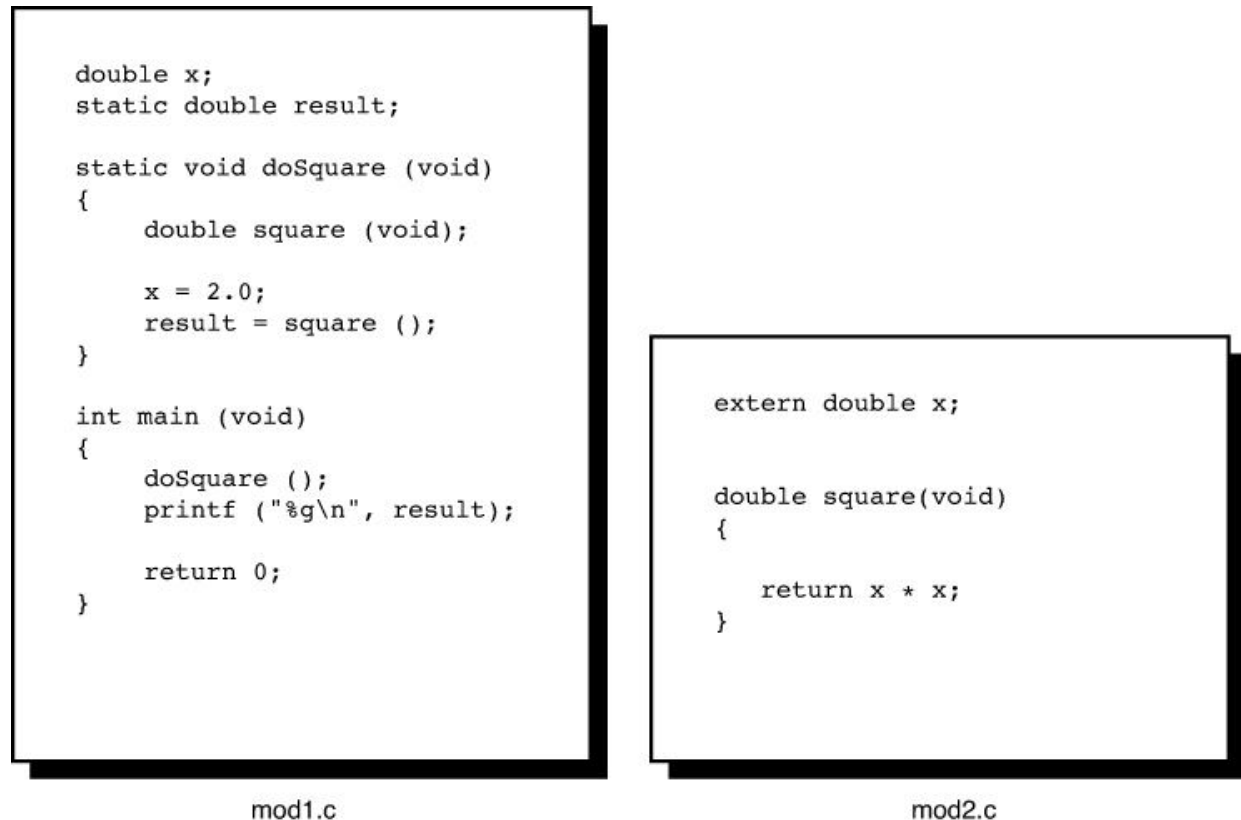 double x;
static double result;
static void doSquare (void)
{
double square (void);
x = 2.0;
result = square ();
}
int main (void)
{
doSquare ();
printf ("%g\n", result);
return 0;
}
mod1.c
extern double x;
double square(void)
{
return x * x;
}
mod2.c